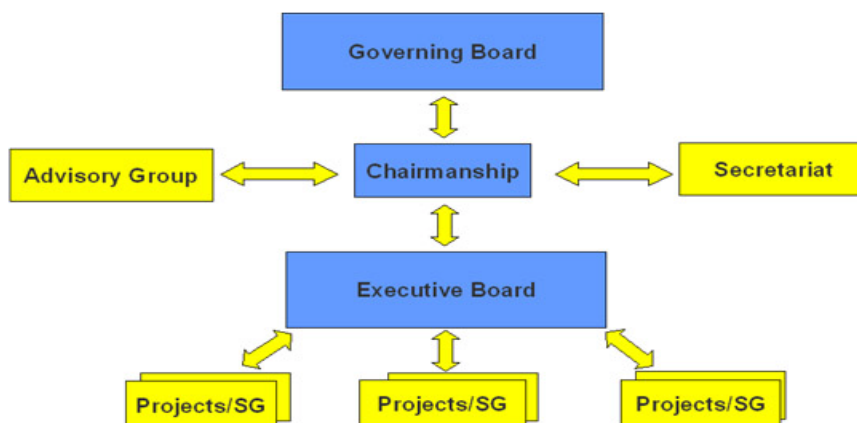 Governing Board
Advisory Group
Chairmanship
Secretariat
Executive Board
Projects/SG
Projects/SG
Projects/SG